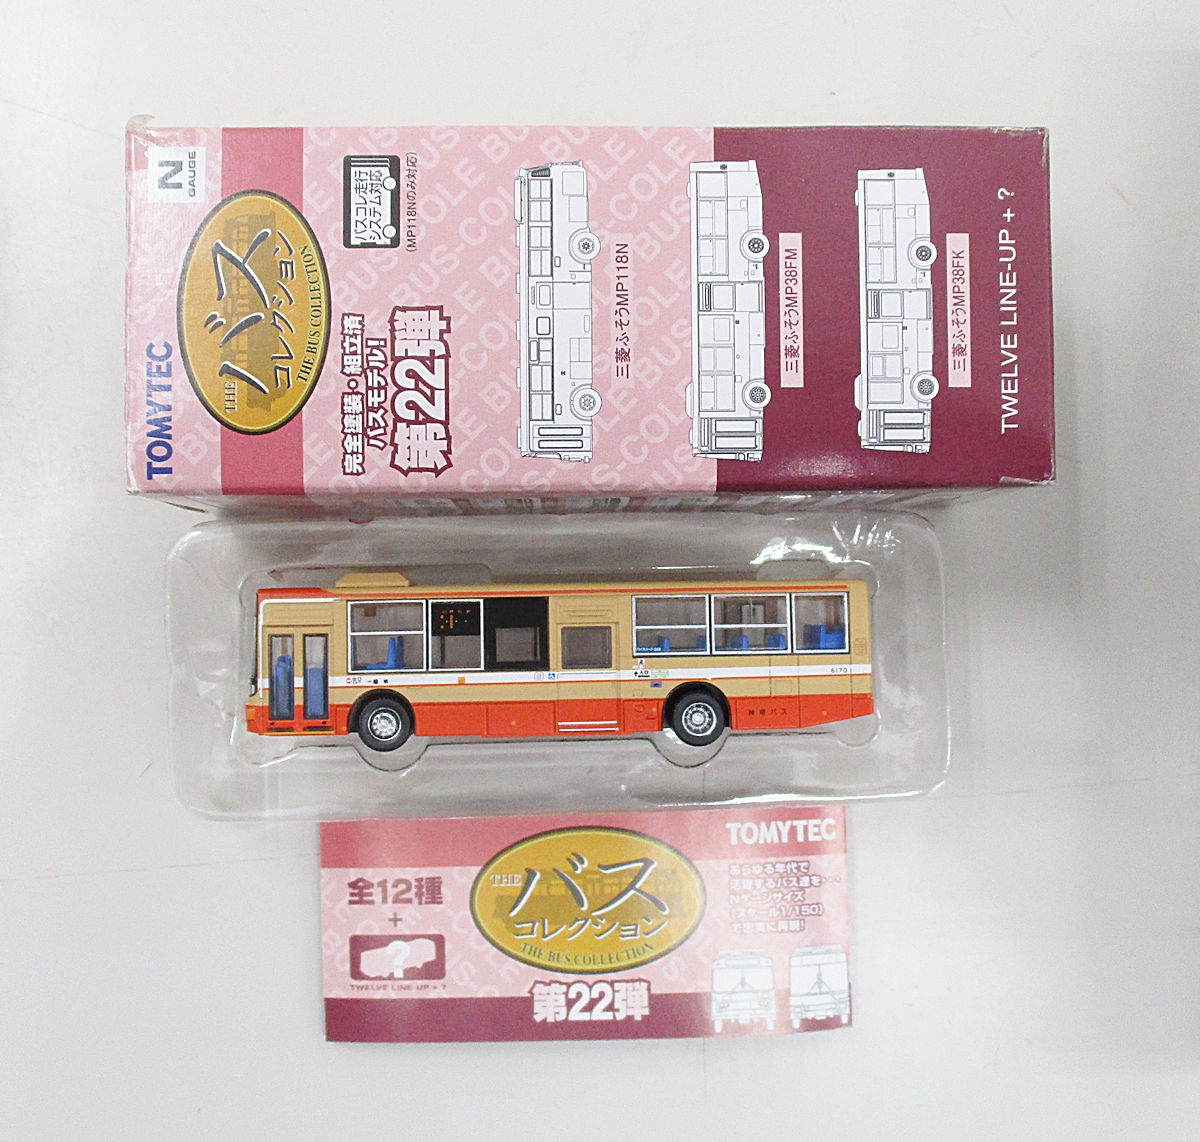 N
GAUGE
TOMYTEC
THE
バス
コレクション
THE BUS COLLECTION
バスコレ走行
システム対応
(MP118Nのみ対応)
完全塗装・組立済
バスモデル!
第22弾
三菱ふそうMP118N
三菱ふそうMP38FM
三菱ふそうMP38FK
TWELVE LINE-UP + ?
入口
6170
神姫バス
TOMYTEC
全12種
+
?
TWELVE LINE-UP + ?
THE
バス
コレクション
THE BUS COLLECTION
第22弾
あらゆる年代で
活躍するバス達を・・・
Nゲージサイズ
(スケール1/150)
で忠実に再現!